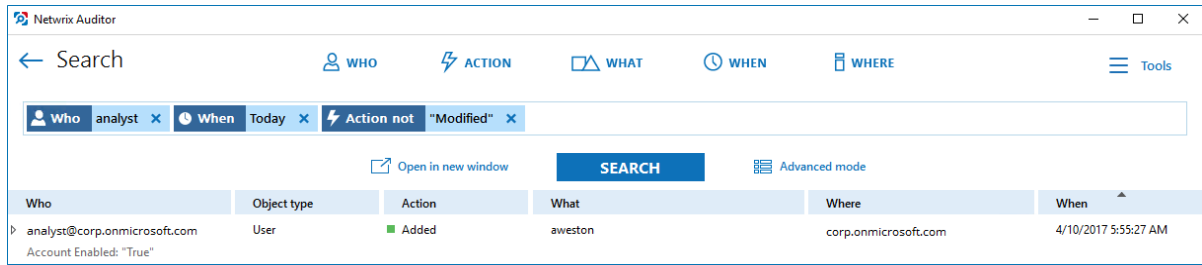 Netwrix Auditor
Search WHO ACTION WHAT WHEN WHERE Tools
Who analyst When Today Action not "Modified"
Open in new window SEARCH Advanced mode
Who Object type Action What Where When
analyst@corp.onmicrosoft.com User Added aweston corp.onmicrosoft.com 4/10/2017 5:55:27 AM
Account Enabled: "True"